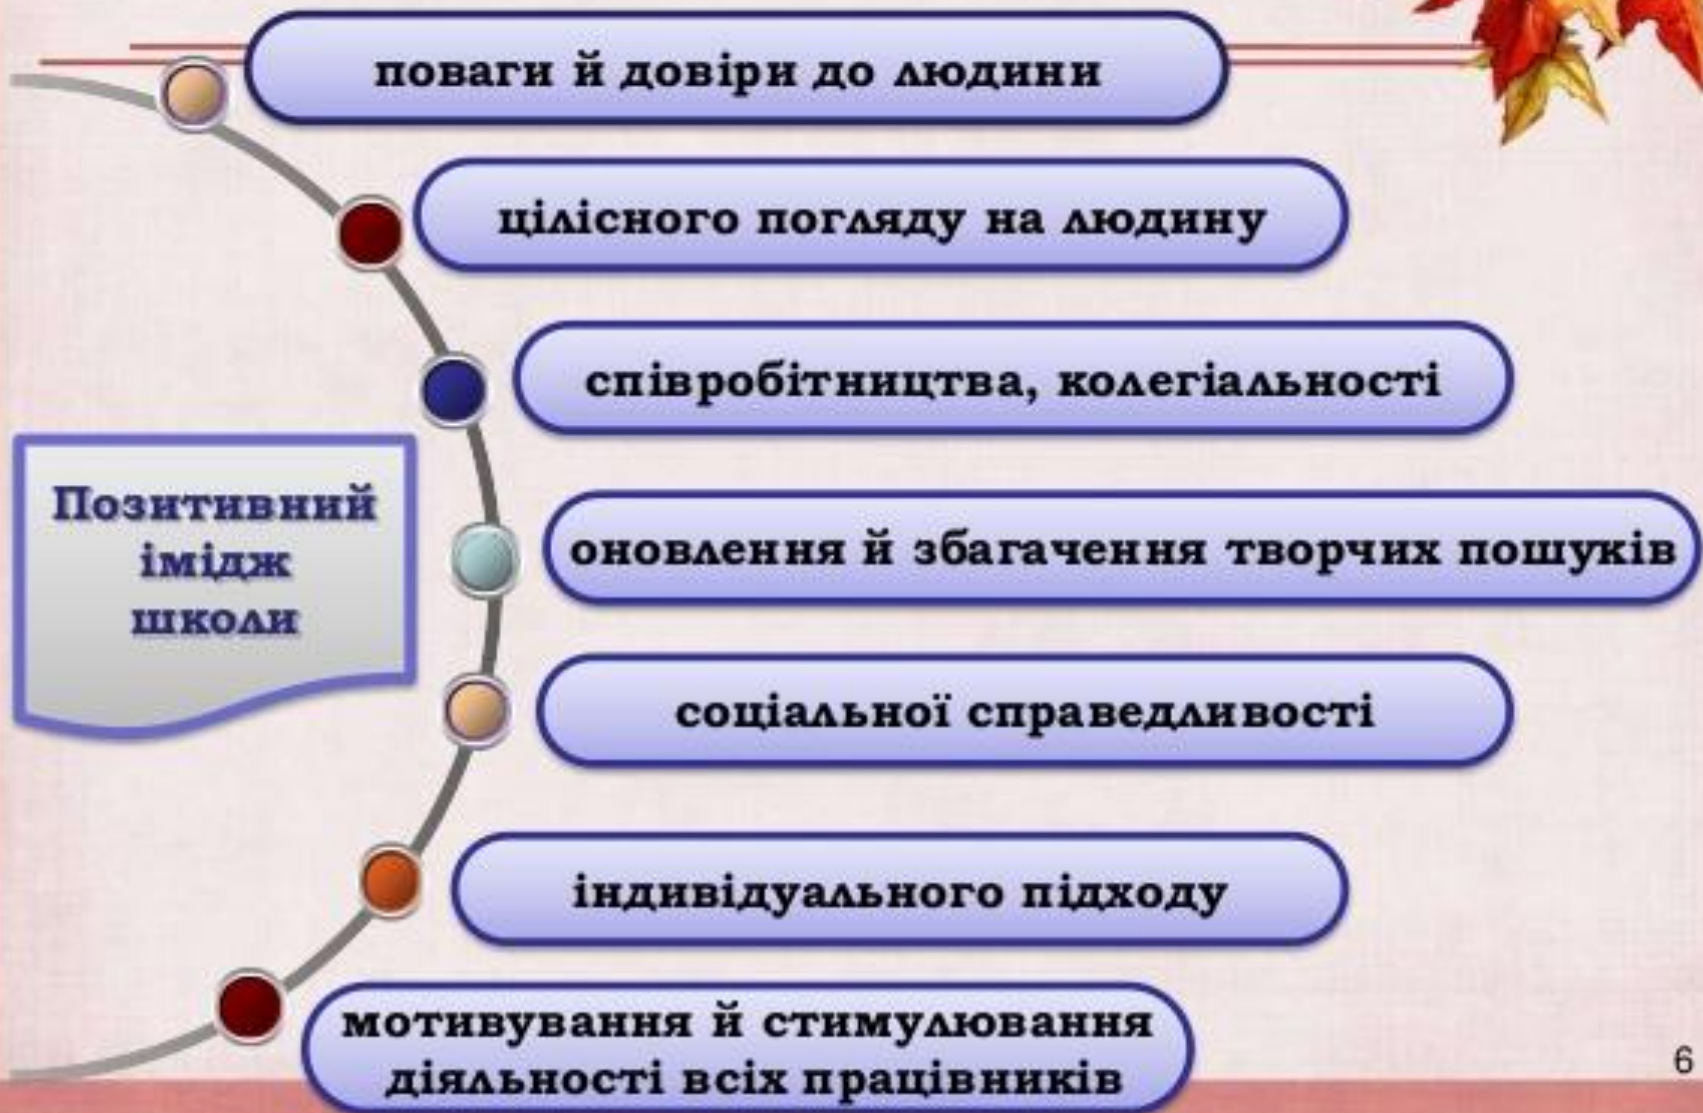 поваги й довіри до людини
цілісного погляду на людину
співробітництва, колегіальності
Позитивний
імідж
школи
оновлення й збагачення творчих пошуків
соціальної справедливості
індивідуального підходу
мотивування й стимулювання
діяльності всіх працівників
6